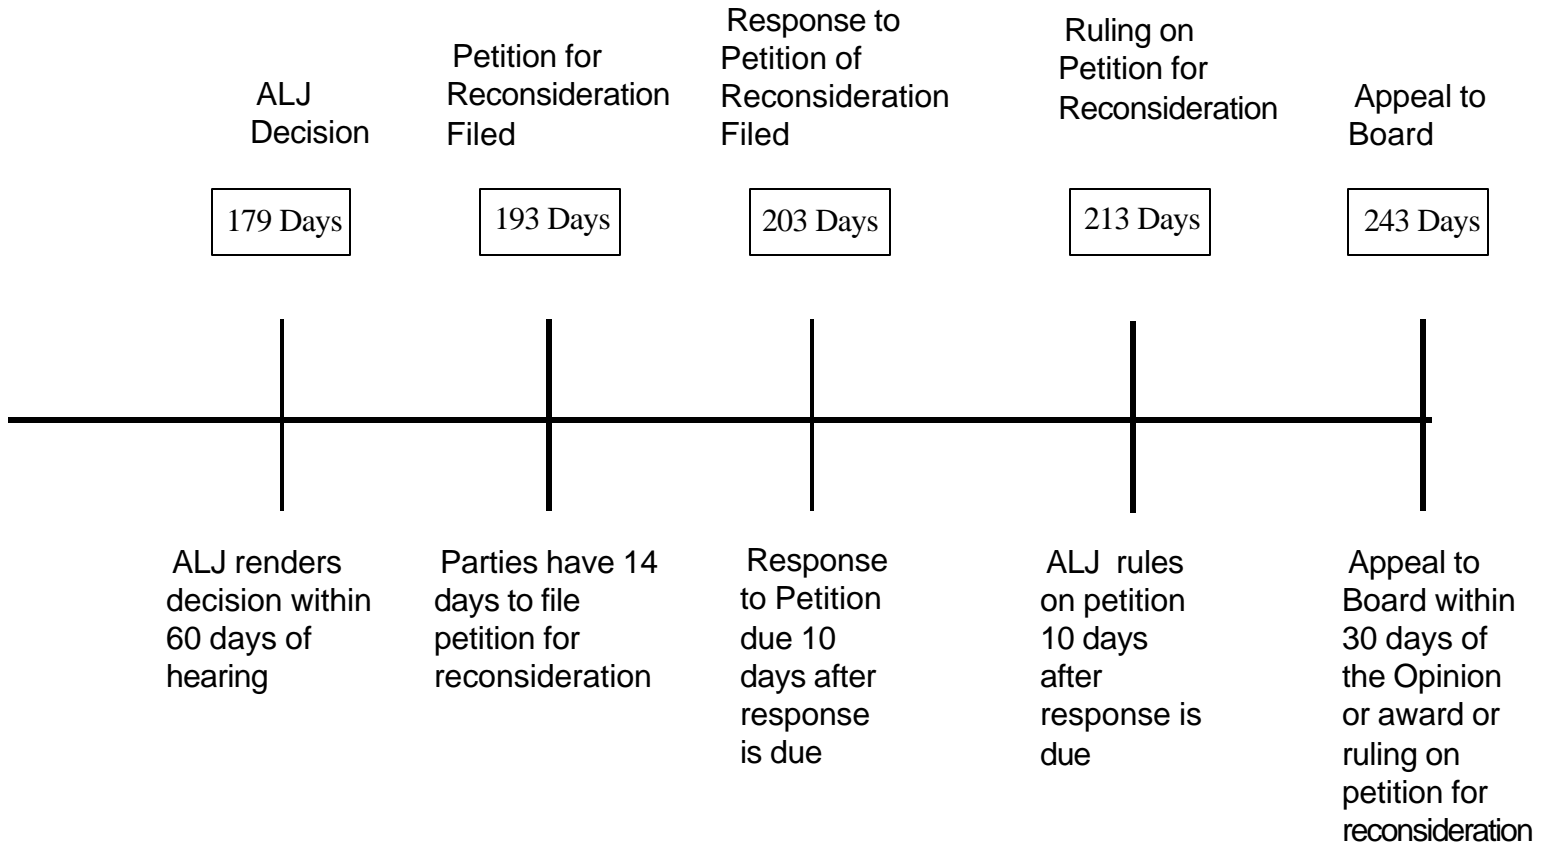 ALJ
Decision
Petition for
Reconsideration
Filed
Response to
Petition of
Reconsideration
Filed
Ruling on
Petition for
Reconsideration
Appeal to
Board
179 Days
193 Days
203 Days
213 Days
243 Days
ALJ renders
decision within
60 days of
hearing
Parties have 14
days to file
petition for
reconsideration
Response
to Petition
due 10
days after
response
is due
ALJ rules
on petition
10 days
after
response is
due
Appeal to
Board within
30 days of
the Opinion
or award or
ruling on
petition for
reconsideration